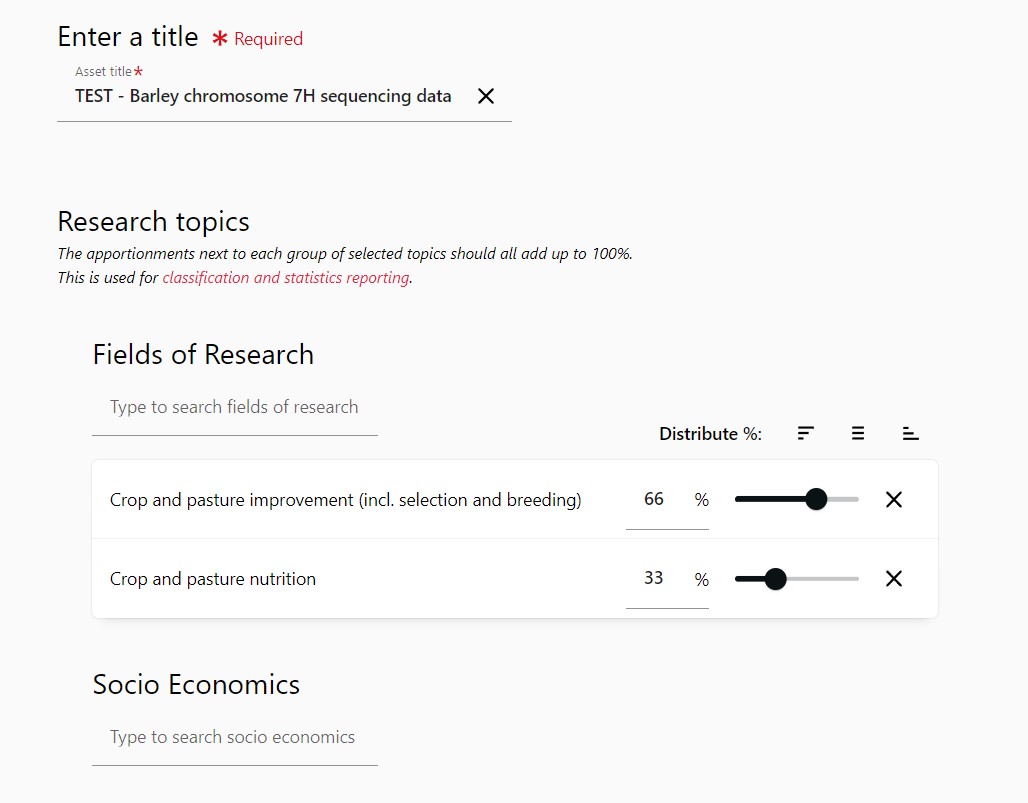 Enter a title * Required
Asset title*
TEST - Barley chromosome 7H sequencing data
Research topics
The apportionments next to each group of selected topics should all add up to 100%.
This is used for classification and statistics reporting.
Fields of Research
Type to search fields of research
Distribute %:
Crop and pasture improvement (incl. selection and breeding) 66 %
Crop and pasture nutrition 33 %
Socio Economics
Type to search socio economics